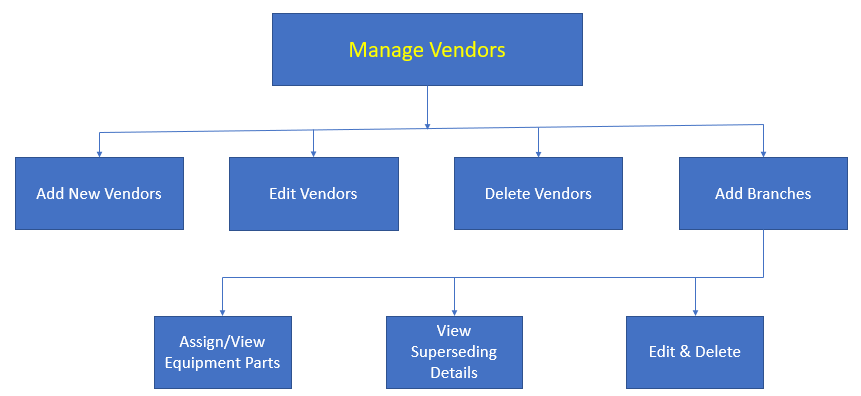 Manage Vendors
Add New Vendors
Edit Vendors
Delete Vendors
Add Branches
Assign/View
Equipment Parts
View
Superseding
Details
Edit & Delete